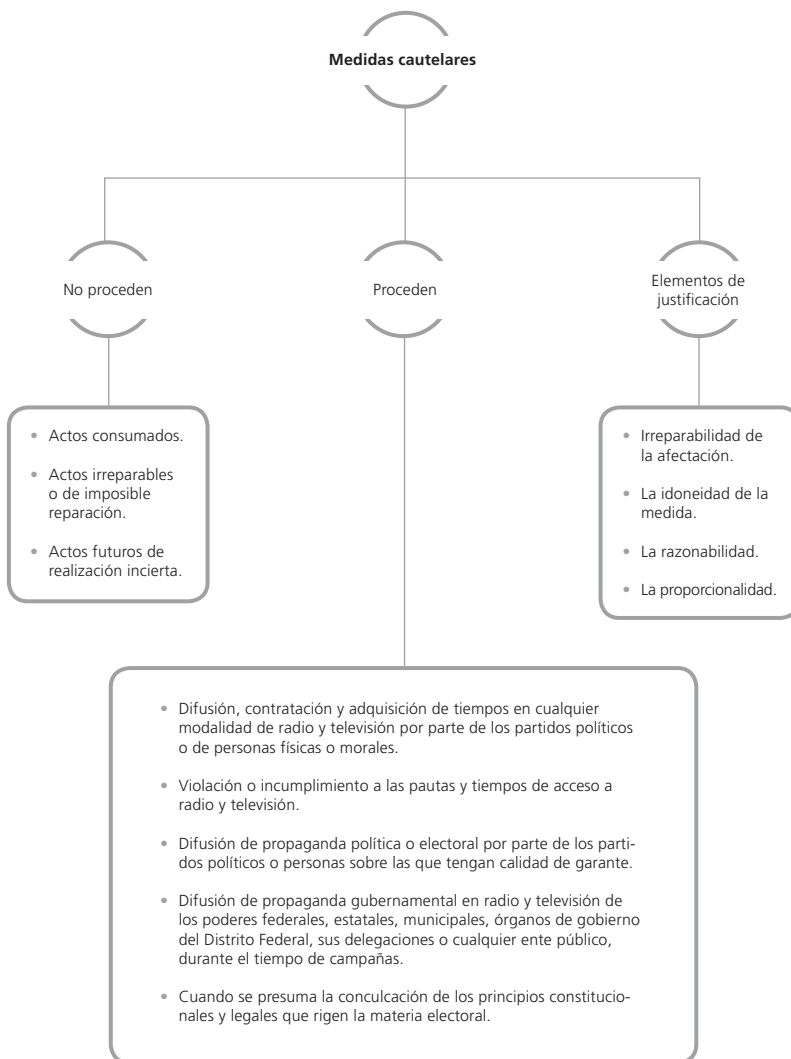 Medidas cautelares
No proceden
Proceden
Elementos de
justificación
• Actos consumados.
• Actos irreparables
o de imposible
reparación.
• Actos futuros de
realización incierta.
• Irreparabilidad de
la afectación.
• La idoneidad de la
medida.
• La razonabilidad.
• La proporcionalidad.
• Difusión, contratación y adquisición de tiempos en cualquier
modalidad de radio y televisión por parte de los partidos políticos
o de personas físicas o morales.
• Violación o incumplimiento a las pautas y tiempos de acceso a
radio y televisión.
• Difusión de propaganda política o electoral por parte de los parti-
dos políticos o personas sobre las que tengan calidad de garante.
• Difusión de propaganda gubernamental en radio y televisión de
los poderes federales, estatales, municipales, órganos de gobierno
del Distrito Federal, sus delegaciones o cualquier ente público,
durante el tiempo de campañas.
• Cuando se presuma la conculcación de los principios constitucio-
nales y legales que rigen la materia electoral.